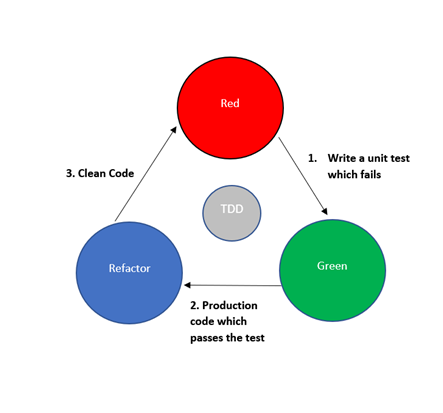 Red
1. Write a unit test
which fails
3. Clean Code
TDD
Refactor
Green
2. Production
code which
passes the test